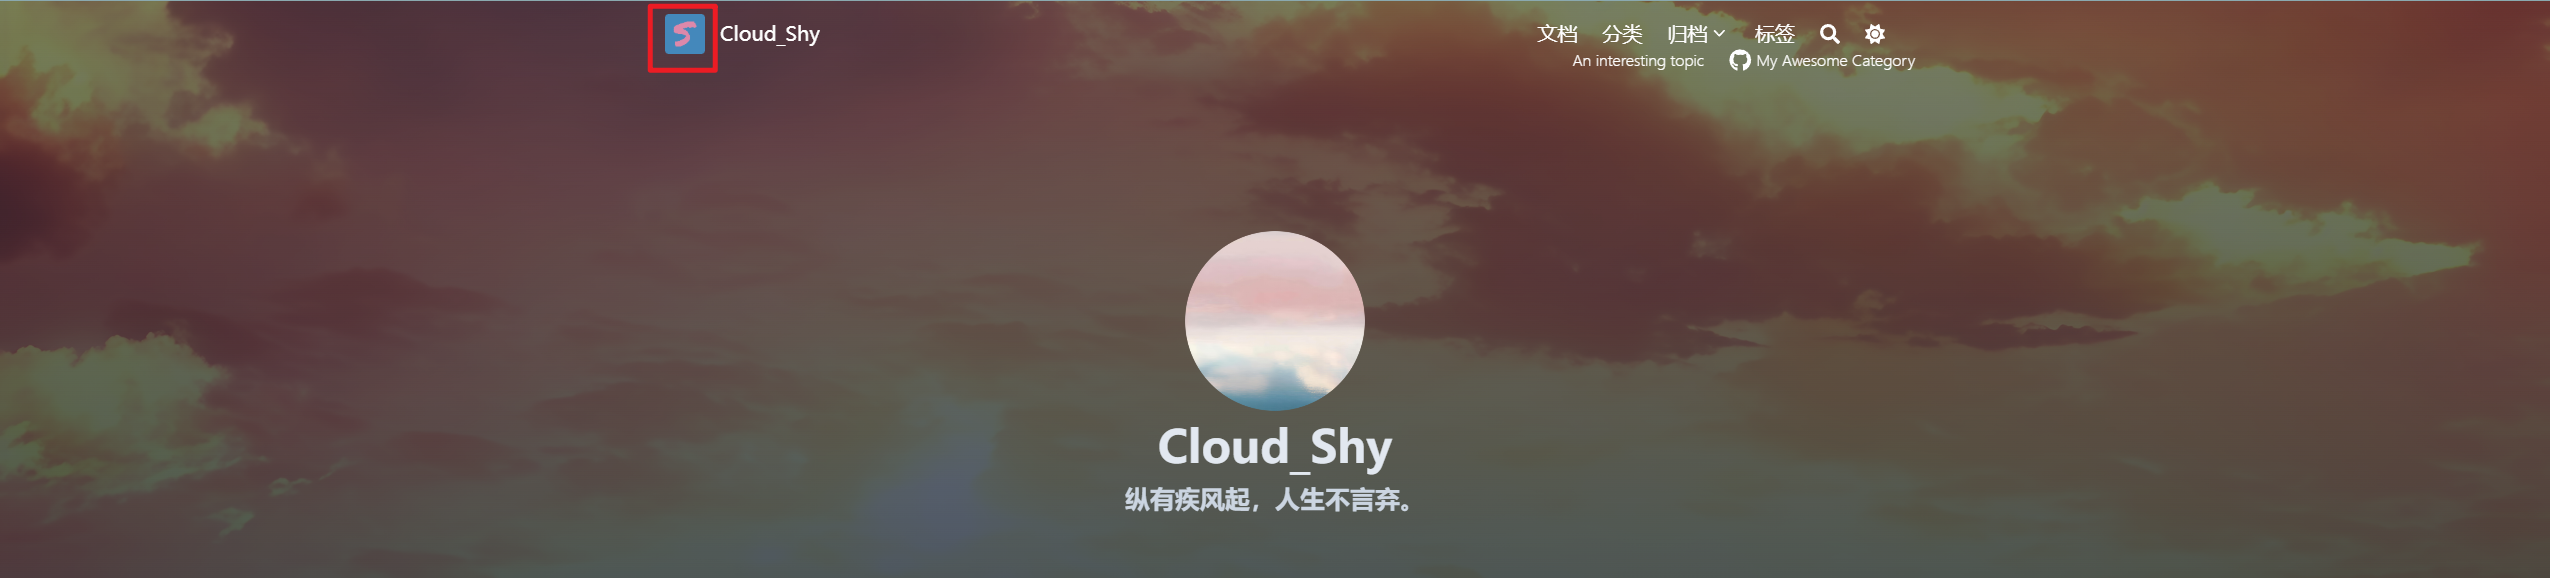 S Cloud_Shy 文档 分类 归档 标签
An interesting topic My Awesome Category
Cloud_Shy
纵有疾风起，人生不言弃。